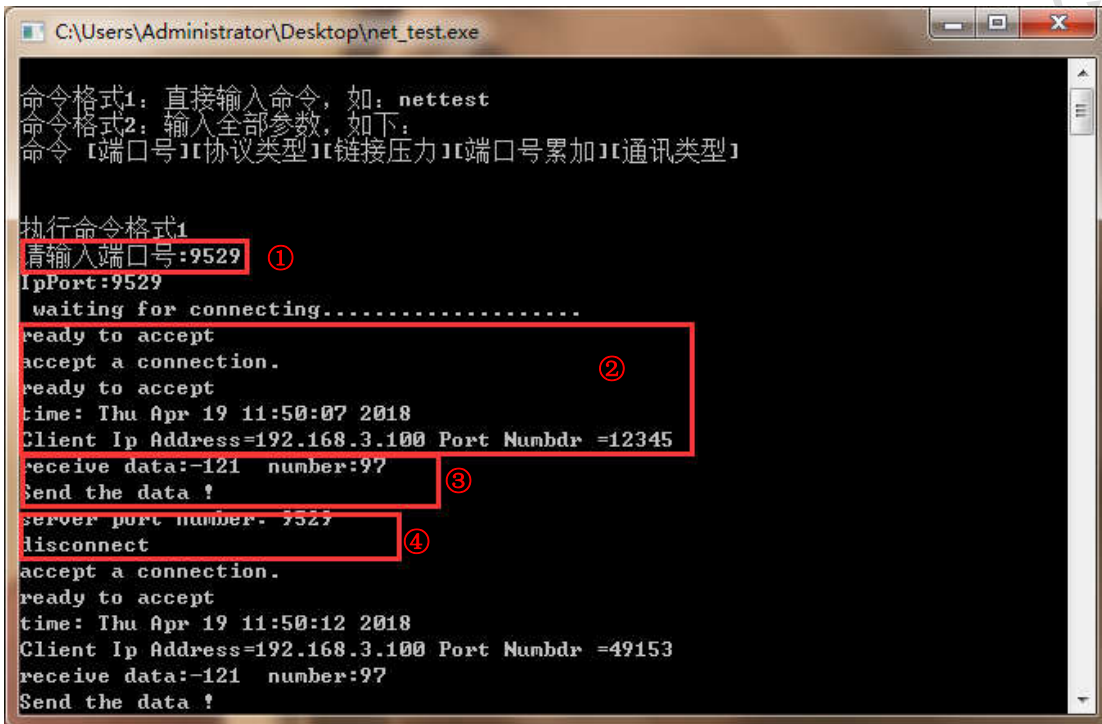 C:\Users\Administrator\Desktop\net_test.exe
命令格式1：直接输入命令，如：nettest
命令格式2：输入全部参数，如下：
命令 [端口号][协议类型][链接压力][端口号累加][通讯类型]
执行命令格式1
请输入端口号:9529 ①
IpPort:9529
waiting for connecting....................
ready to accept
accept a connection. ②
ready to accept
time: Thu Apr 19 11:50:07 2018
Client Ip Address=192.168.3.100 Port Numbdr =12345
receive data:-121 number:97 ③
Send the data !
server port number: 9529
disconnect ④
accept a connection.
ready to accept
time: Thu Apr 19 11:50:12 2018
Client Ip Address=192.168.3.100 Port Numbdr =49153
receive data:-121 number:97
Send the data !